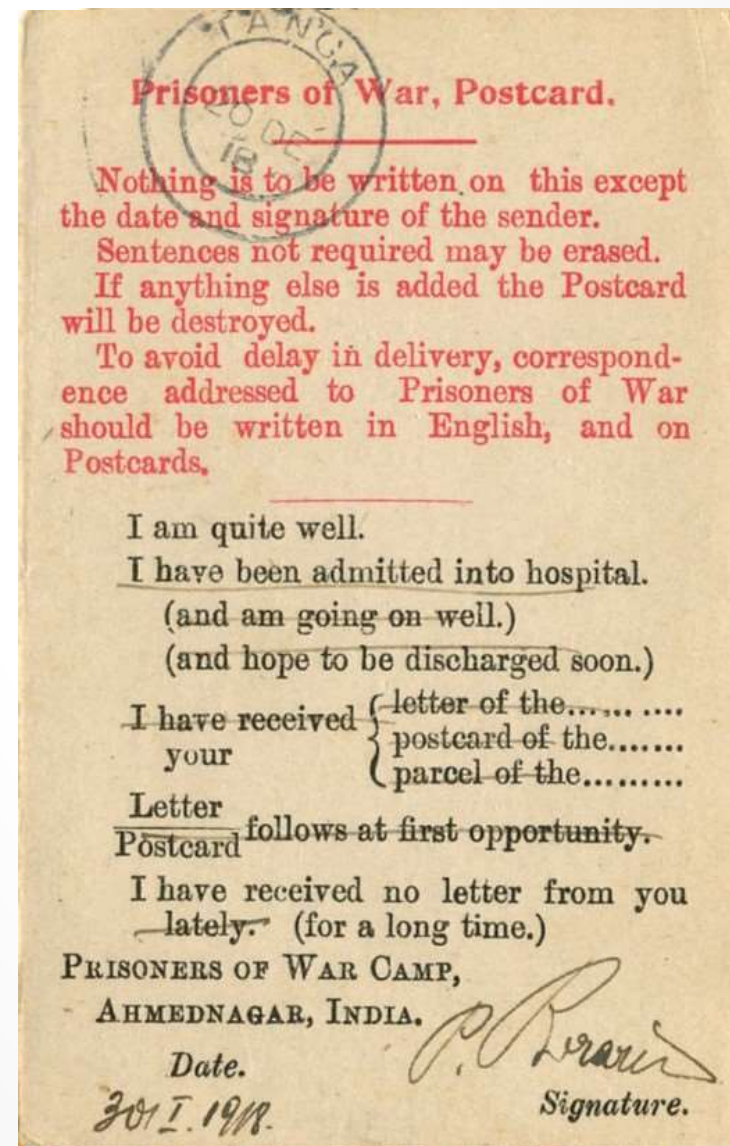 TANGA
20 DE
18
Prisoners of War, Postcard.
Nothing is to be written on this except
the date and signature of the sender.
Sentences not required may be erased.
If anything else is added the Postcard
will be destroyed.
To avoid delay in delivery, correspond-
ence addressed to Prisoners of War
should be written in English, and on
Postcards.
I am quite well.
I have been admitted into hospital.
(and am going on well.)
(and hope to be discharged soon.)
I have received
your
letter of the.........
postcard of the.......
parcel of the.........
Letter
Postcard
follows at first opportunity.
I have received no letter from you
lately. (for a long time.)
PRISONERS OF WAR CAMP,
AHMEDNAGAR, INDIA.
P.
Date.
30 I. 1918.
Signature.